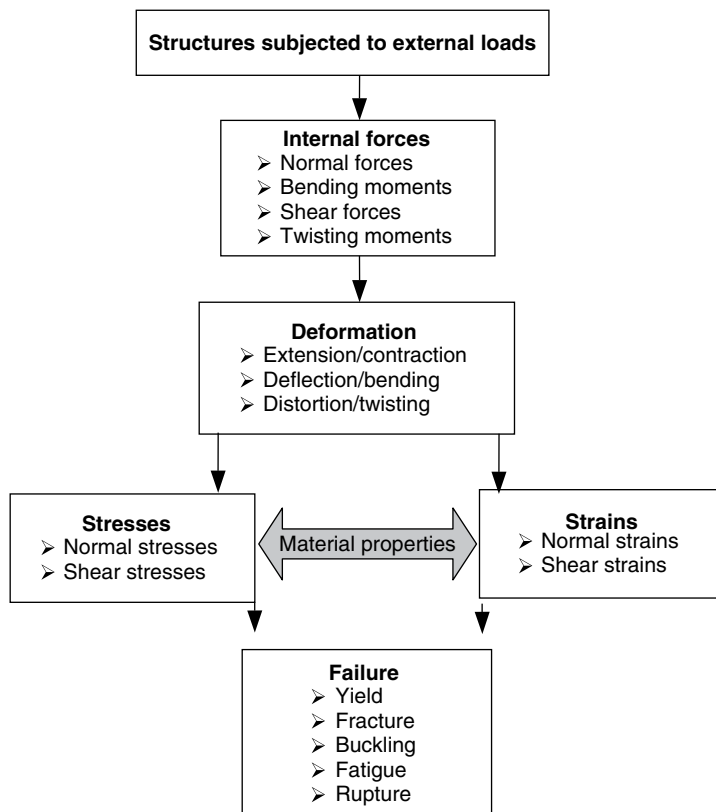 Structures subjected to external loads
Internal forces
➢ Normal forces
➢ Bending moments
➢ Shear forces
➢ Twisting moments
Deformation
➢ Extension/contraction
➢ Deflection/bending
➢ Distortion/twisting
Stresses
➢ Normal stresses
➢ Shear stresses
Material properties
Strains
➢ Normal strains
➢ Shear strains
Failure
➢ Yield
➢ Fracture
➢ Buckling
➢ Fatigue
➢ Rupture